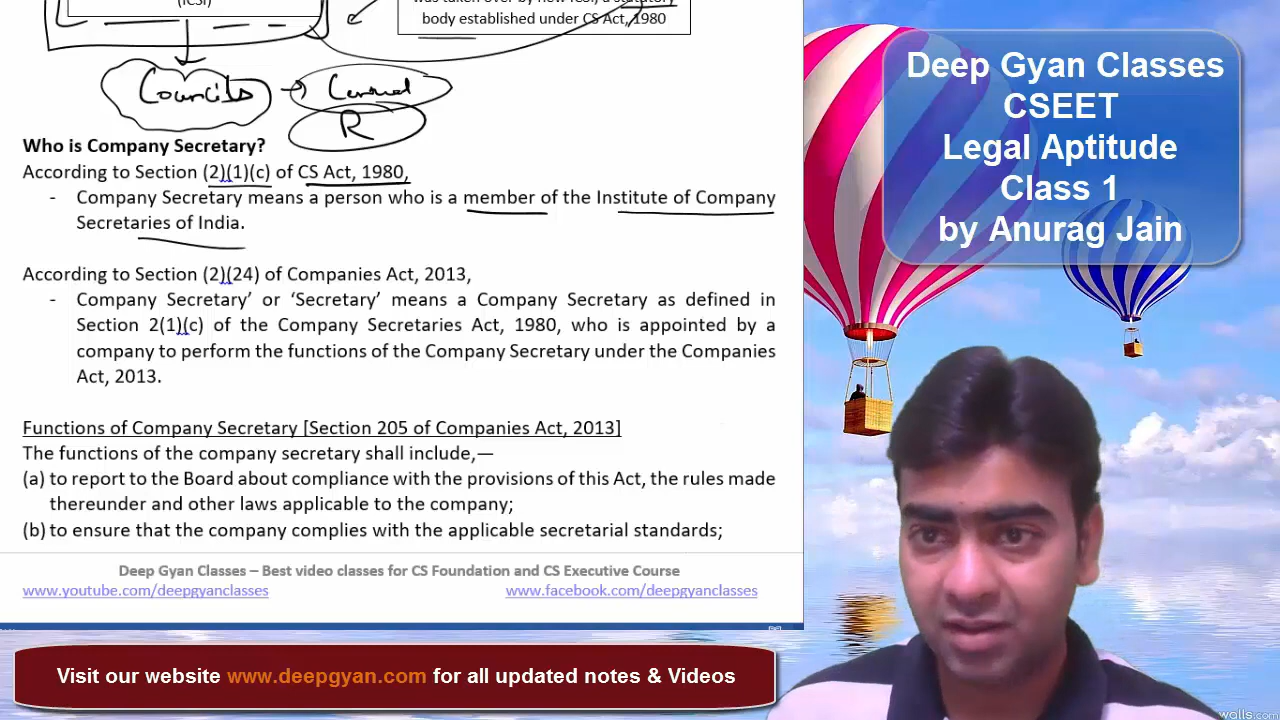 (ICSI)
was taken over by now ICSI, a statutory
body established under CS Act, 1980
Councils → Central
R
Who is Company Secretary?
According to Section (2)(1)(c) of CS Act, 1980,
- Company Secretary means a person who is a member of the Institute of Company
Secretaries of India.
According to Section (2)(24) of Companies Act, 2013,
- Company Secretary’ or ‘Secretary’ means a Company Secretary as defined in
Section 2(1)(c) of the Company Secretaries Act, 1980, who is appointed by a
company to perform the functions of the Company Secretary under the Companies
Act, 2013.
Functions of Company Secretary [Section 205 of Companies Act, 2013]
The functions of the company secretary shall include,—
(a) to report to the Board about compliance with the provisions of this Act, the rules made
thereunder and other laws applicable to the company;
(b) to ensure that the company complies with the applicable secretarial standards;
Deep Gyan Classes – Best video classes for CS Foundation and CS Executive Course
www.youtube.com/deepgyanclasses www.facebook.com/deepgyanclasses
Visit our website www.deepgyan.com for all updated notes & Videos
Deep Gyan Classes
CSEET
Legal Aptitude
Class 1
by Anurag Jain
walls.com